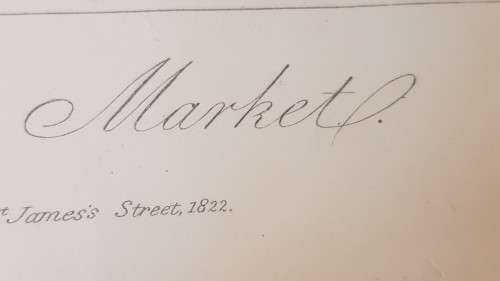 Market.
t James's Street, 1822.